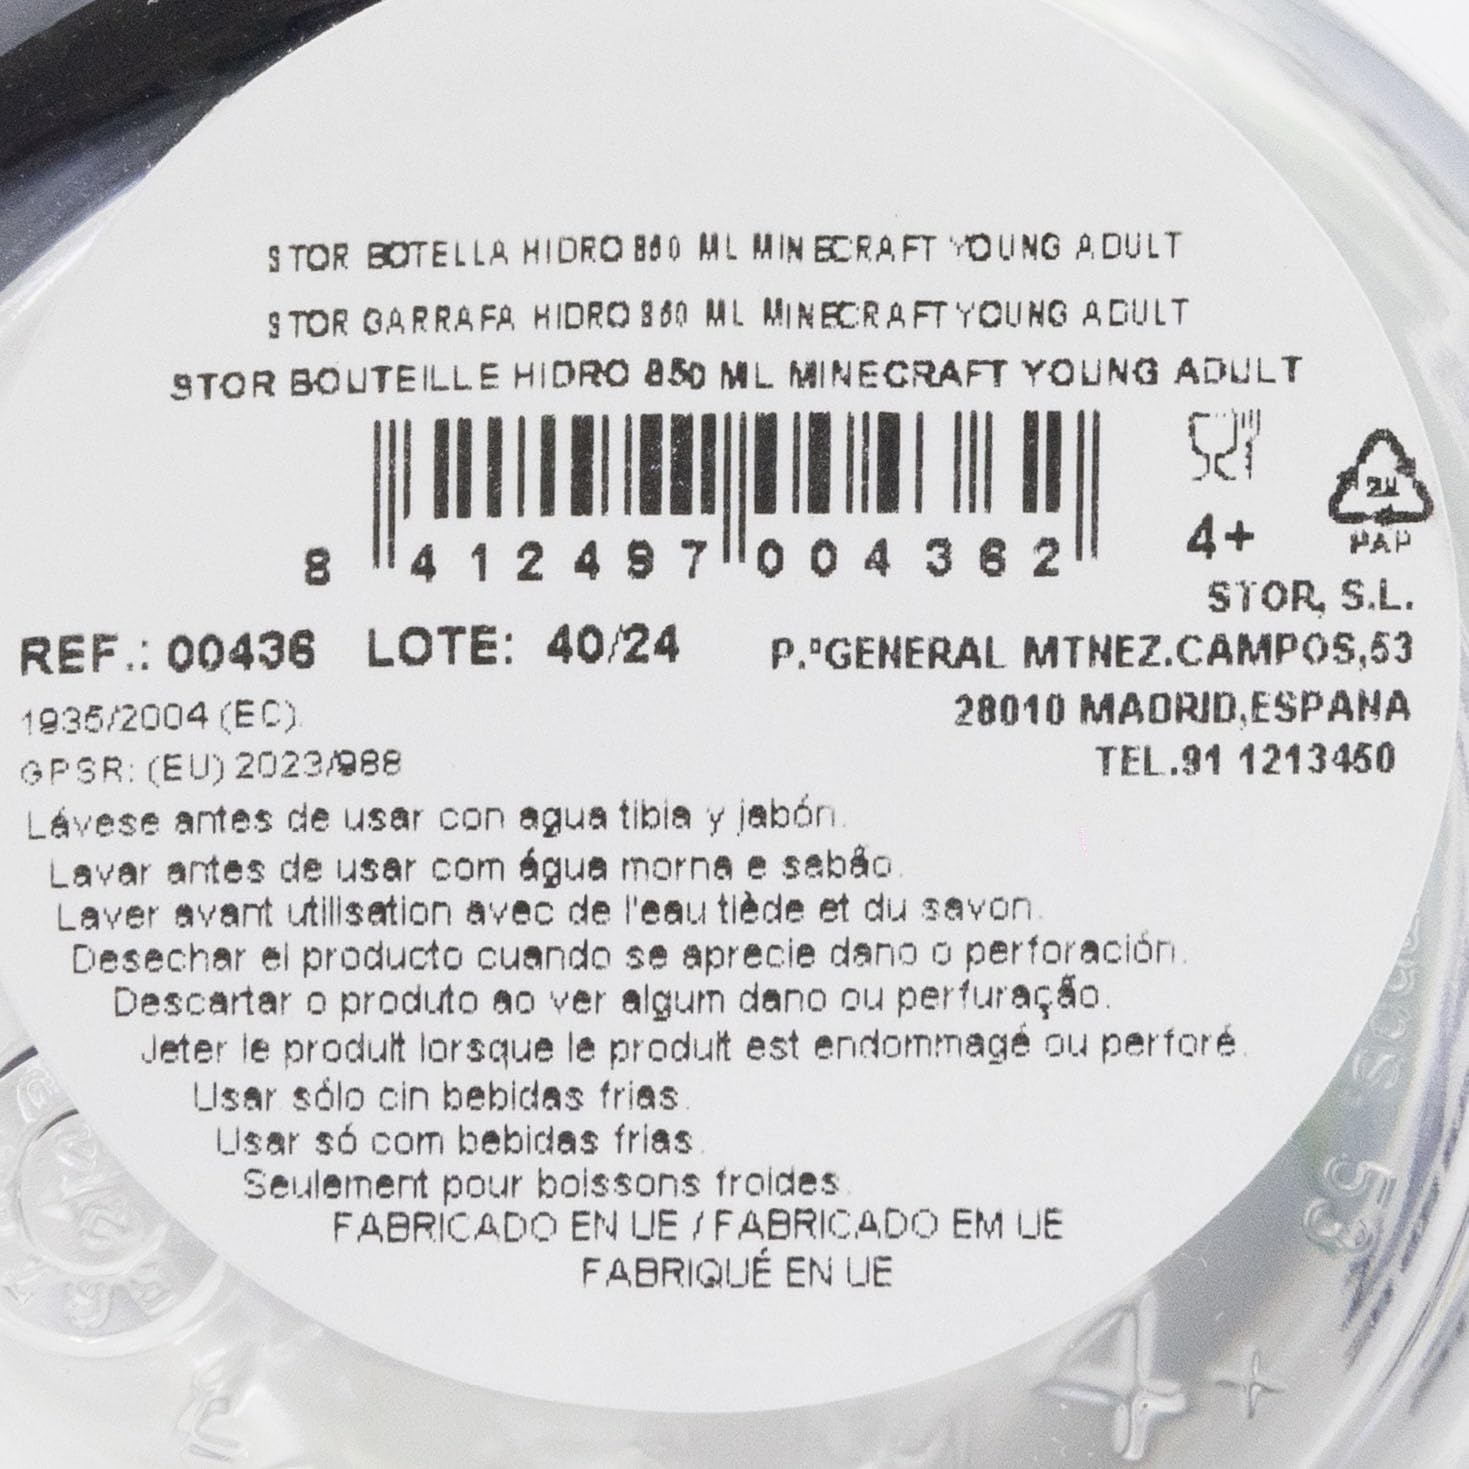 STOR BOTELLA HIDRO 850 ML MINECRAFT YOUNG ADULT
STOR GARRAFA HIDRO 850 ML MINECRAFT YOUNG ADULT
STOR BOUTEILLE HIDRO 850 ML MINECRAFT YOUNG ADULT
8 412497 004362
4+
PAP
STOR, S.L.
REF.: 00436 LOTE: 40/24
P.ºGENERAL MTNEZ.CAMPOS,53
28010 MADRID,ESPAÑA
TEL.91 1213450
1935/2004 (EC).
GPSR: (EU) 2023/988
Lávese antes de usar con agua tibia y jabón.
Lavar antes de usar com água morna e sabão.
Laver avant utilisation avec de l'eau tiède et du savon.
Desechar el producto cuando se aprecie dano o perforación.
Descartar o produto ao ver algum dano ou perfuração.
Jeter le produit lorsque le produit est endommagé ou perforé.
Usar sólo cin bebidas frias.
Usar só com bebidas frias.
Seulement pour boissons froides.
FABRICADO EN UE / FABRICADO EM UE
FABRIQUÉ EN UE
4+